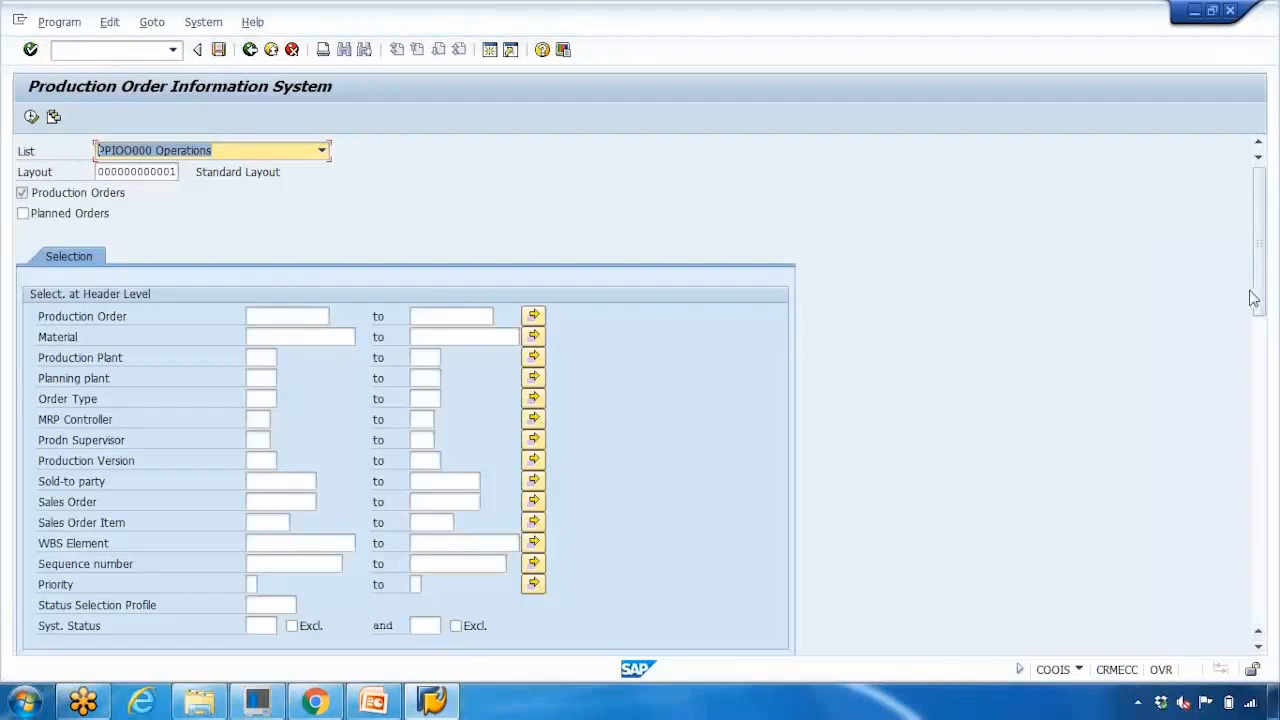 Program Edit Goto System Help
Production Order Information System
List PPIOO000 Operations
Layout 000000000001 Standard Layout
Production Orders
Planned Orders
Selection
Select. at Header Level
Production Order to
Material to
Production Plant to
Planning plant to
Order Type to
MRP Controller to
Prodn Supervisor to
Production Version to
Sold-to party to
Sales Order to
Sales Order Item to
WBS Element to
Sequence number to
Priority to
Status Selection Profile
Syst. Status Excl. and Excl.
SAP COOIS CRMECC OVR